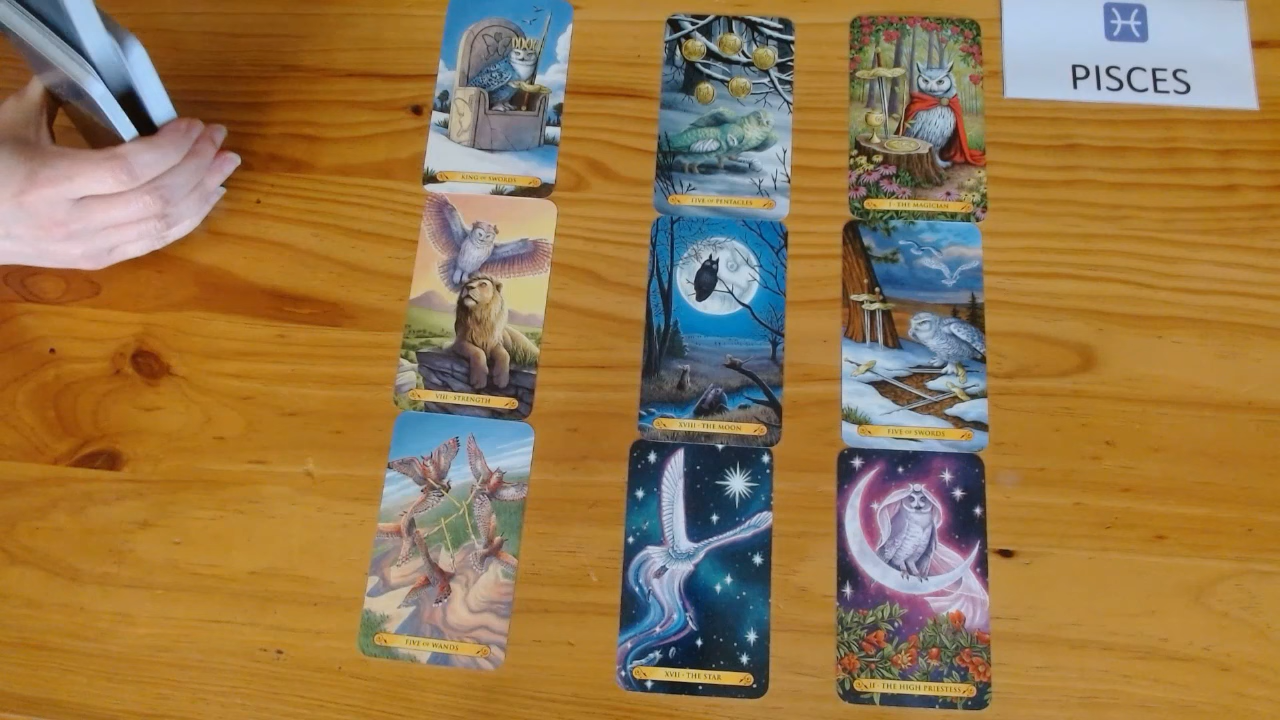 PISCES
KING OF SWORDS
FIVE OF PENTACLES
I · THE MAGICIAN
VIII · STRENGTH
XVIII · THE MOON
FIVE OF SWORDS
FIVE OF WANDS
XVII · THE STAR
II · THE HIGH PRIESTESS